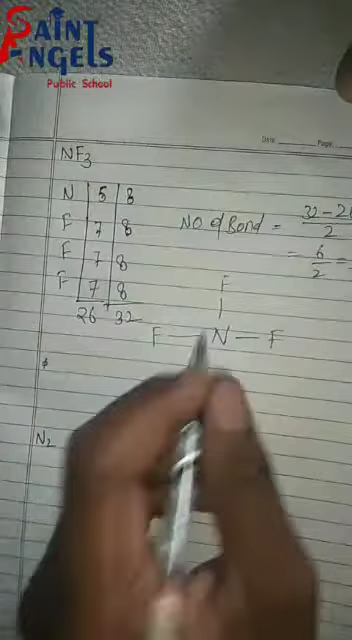 SAINT
ANGELS
Public School
Date Page
NF3
N 5 8
F 7 8
F 7 8
F 7 8
26 32
NO. of Bond = 32-26 / 2
= 6 / 2 =
F
|
F — N — F
N2